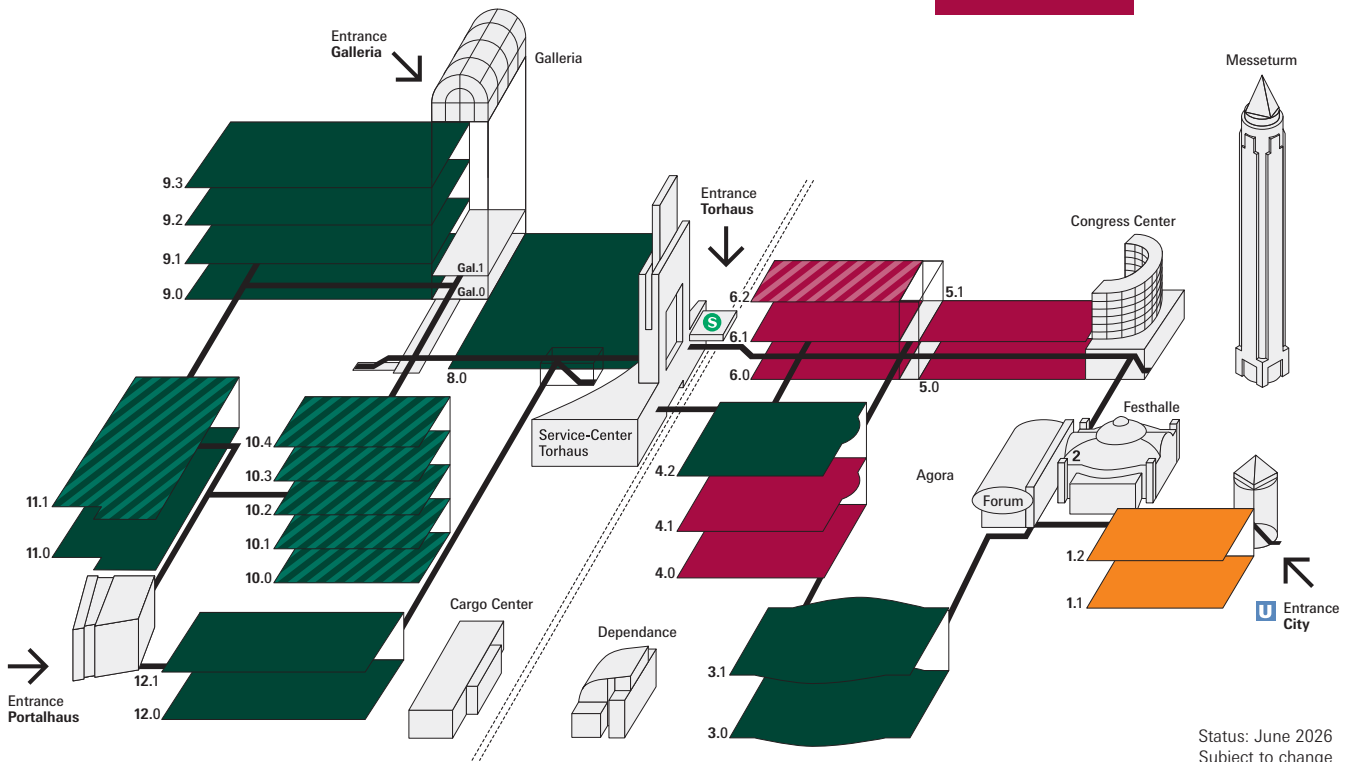 Entrance
Galleria
Galleria
Messeturm
9.3
9.2
9.1
9.0
Gal.1
Gal.0
8.0
Entrance
Torhaus
S
Congress Center
6.2
6.1
6.0
5.1
5.0
Service-Center
Torhaus
4.2
4.1
4.0
Agora
Forum
Festhalle
2
11.1
11.0
10.4
10.3
10.2
10.1
10.0
1.2
1.1
U
Entrance
City
Cargo Center
Dependance
Entrance
Portalhaus
12.1
12.0
3.1
3.0
Status: June 2026
Subject to change